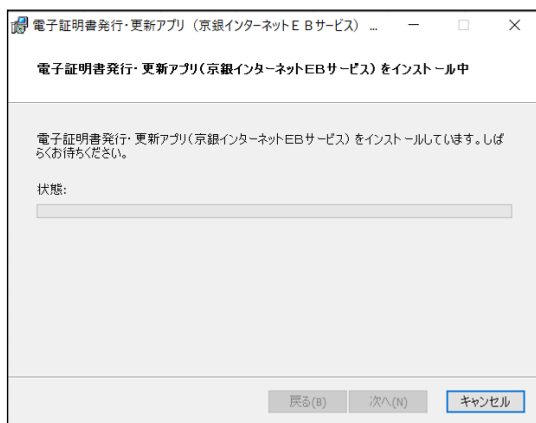 電子証明書発行・更新アプリ（京銀インターネットＥＢサービス） ...
電子証明書発行・更新アプリ(京銀インターネットEBサービス) をインストール中
電子証明書発行・更新アプリ(京銀インターネットEBサービス) をインストールしています。しば
らくお待ちください。
状態:
戻る(B) 次へ(N) キャンセル